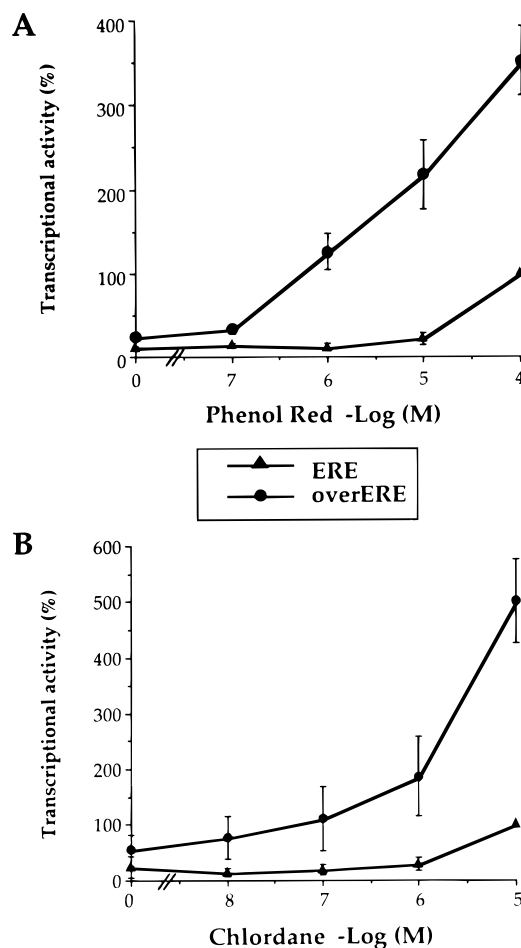 A
Transcriptional activity (%)
400
300
200
100
0
0 7 6 5 4
Phenol Red -Log (M)
ERE
overERE
B
Transcriptional activity (%)
600
500
400
300
200
100
0
0 8 7 6 5
Chlordane -Log (M)